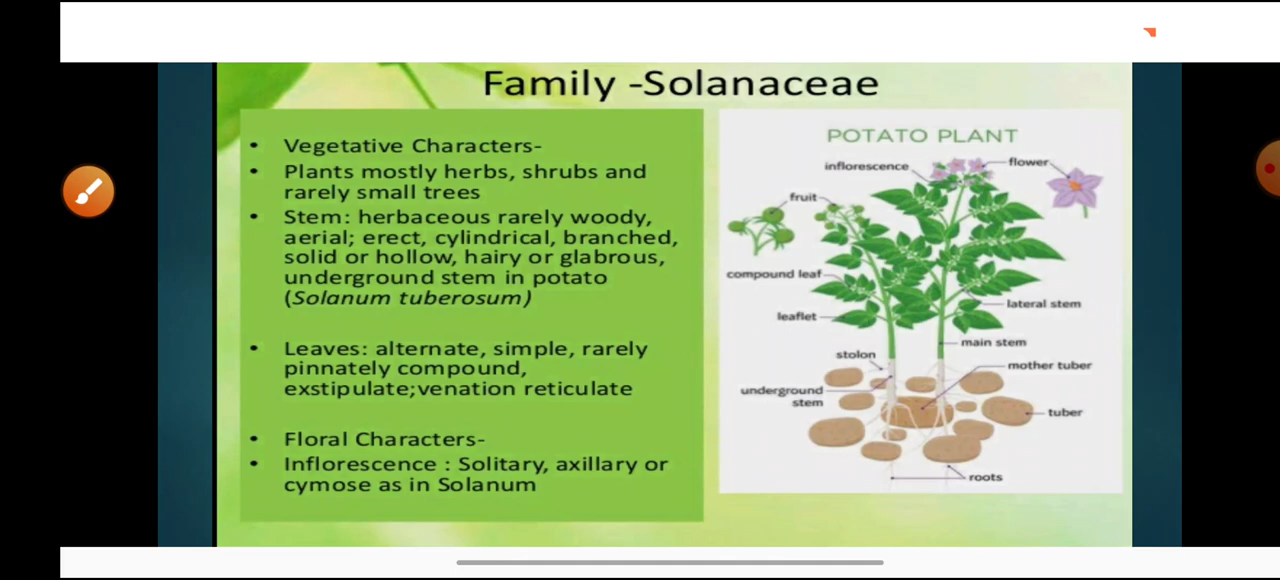 Family -Solanaceae
• Vegetative Characters-
• Plants mostly herbs, shrubs and
rarely small trees
• Stem: herbaceous rarely woody,
aerial; erect, cylindrical, branched,
solid or hollow, hairy or glabrous,
underground stem in potato
(Solanum tuberosum)
• Leaves: alternate, simple, rarely
pinnately compound,
exstipulate;venation reticulate
• Floral Characters-
• Inflorescence : Solitary, axillary or
cymose as in Solanum
POTATO PLANT
inflorescence
flower
fruit
compound leaf
lateral stem
leaflet
main stem
stolon
mother tuber
underground
stem
tuber
roots